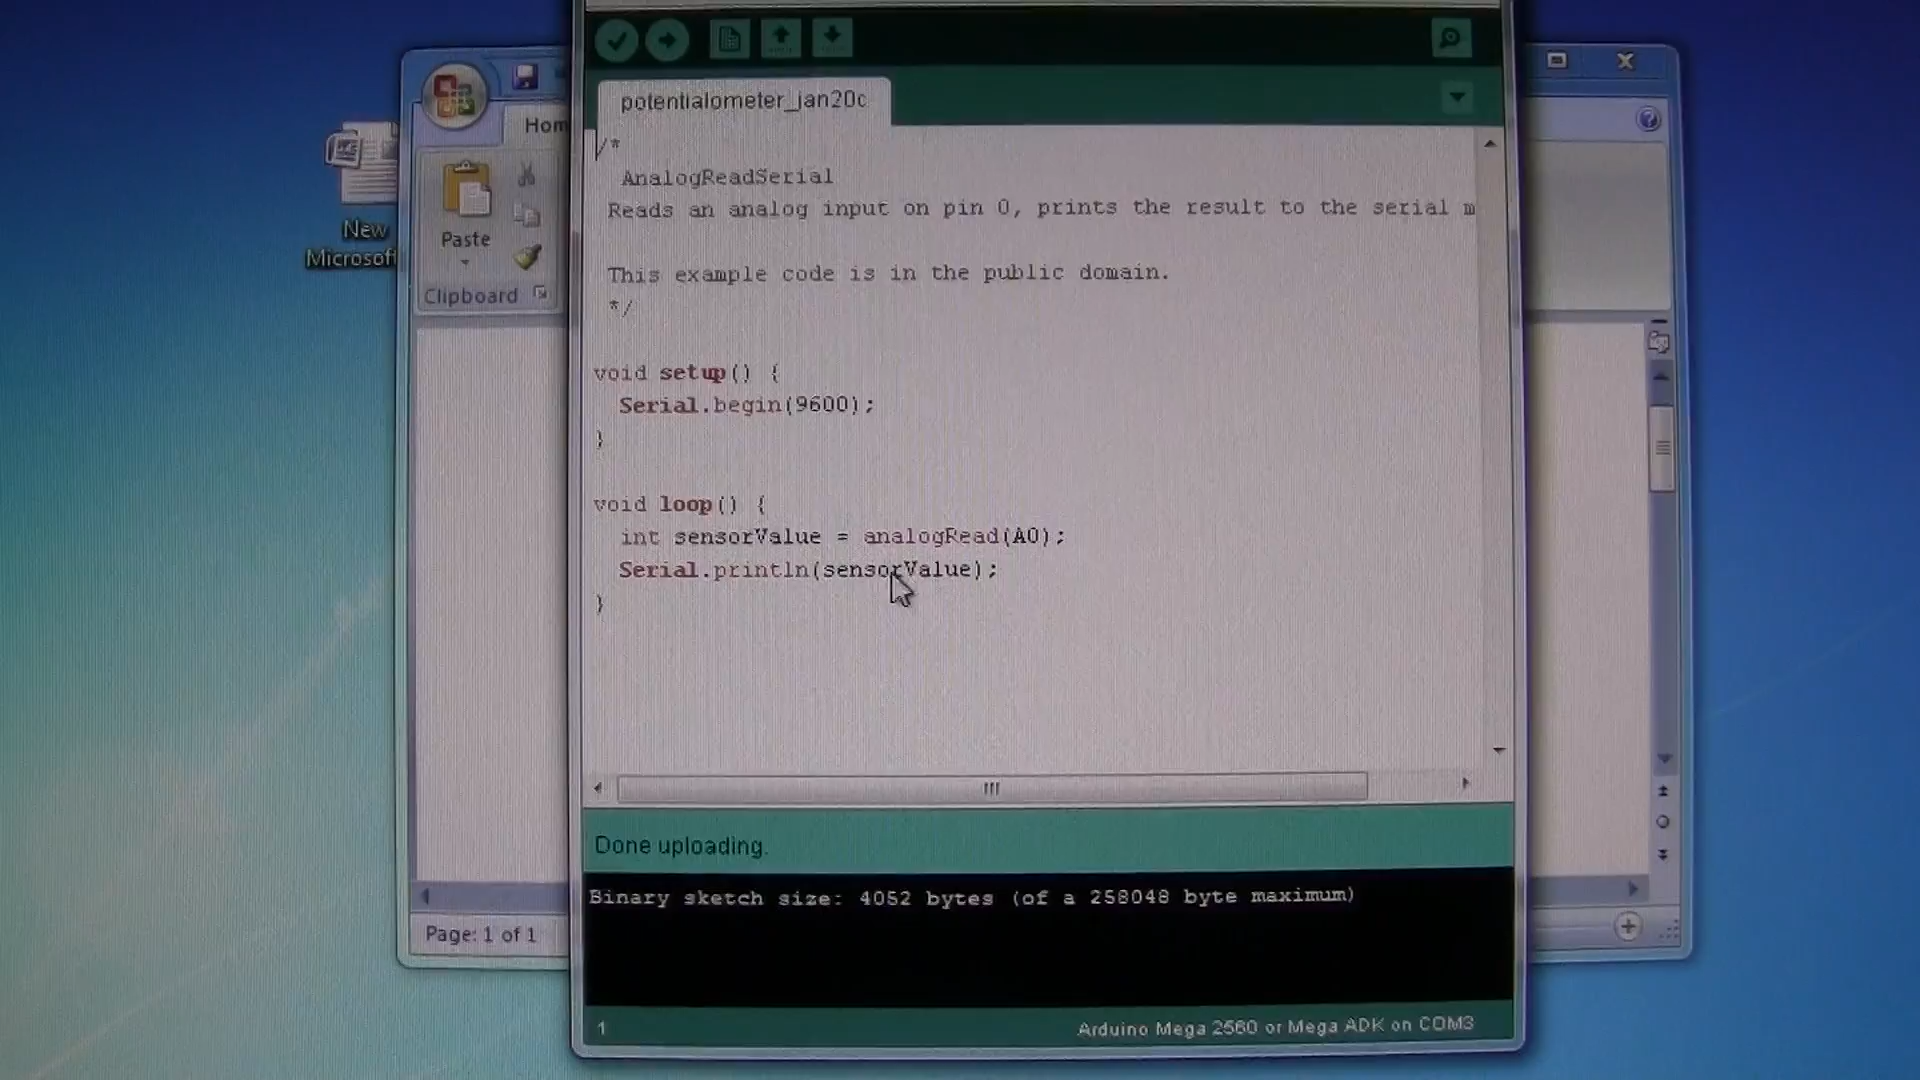 potentialometer_jan20c
/*
AnalogReadSerial
Reads an analog input on pin 0, prints the result to the serial m
This example code is in the public domain.
*/
void setup() {
Serial.begin(9600);
}
void loop() {
int sensorValue = analogRead(A0);
Serial.println(sensorValue);
}
Done uploading.
Binary sketch size: 4052 bytes (of a 258048 byte maximum)
1
Arduino Mega 2560 or Mega ADK on COM3
New
Microsoft
Hom
Paste
Clipboard
Page: 1 of 1